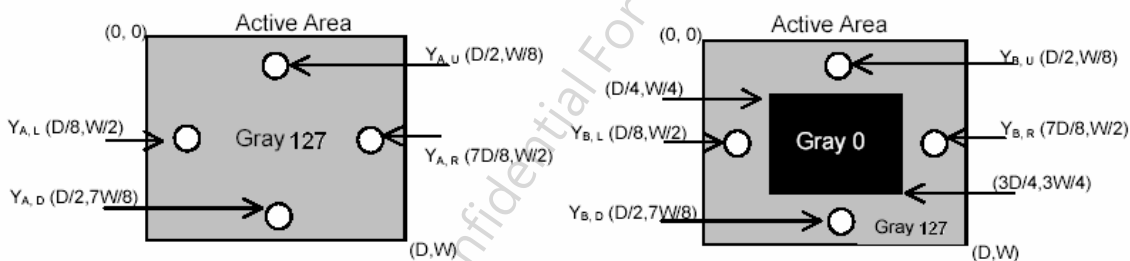 Active Area
(0, 0)
Y_A, U (D/2,W/8)
Y_A, L (D/8,W/2)
Gray 127
Y_A, R (7D/8,W/2)
Y_A, D (D/2,7W/8)
(D,W)
Active Area
(0, 0)
Y_B, U (D/2,W/8)
(D/4,W/4)
Y_B, L (D/8,W/2)
Gray 0
Y_B, R (7D/8,W/2)
(3D/4,3W/4)
Y_B, D (D/2,7W/8)
Gray 127
(D,W)
nfidential For